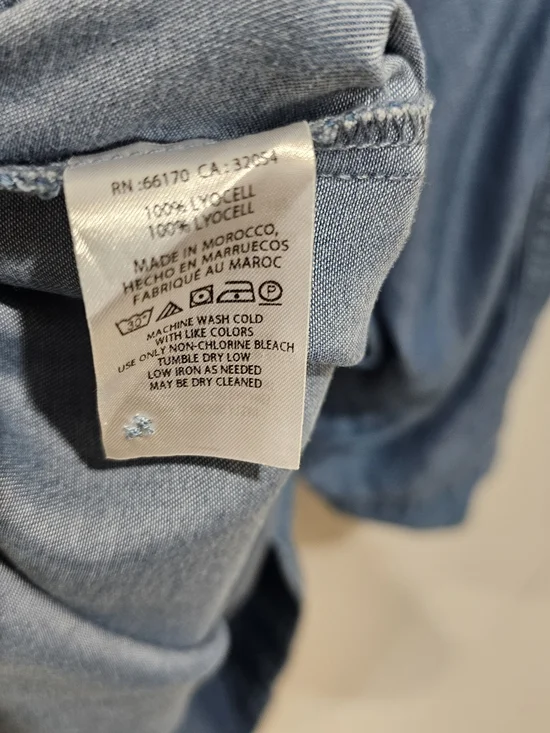 RN : 66170 CA : 32054
100% LYOCELL
100% LYOCELL
MADE IN MOROCCO,
HECHO EN MARRUECOS
FABRIQUÉ AU MAROC
30° P
MACHINE WASH COLD
WITH LIKE COLORS
USE ONLY NON-CHLORINE BLEACH
TUMBLE DRY LOW
LOW IRON AS NEEDED
MAY BE DRY CLEANED